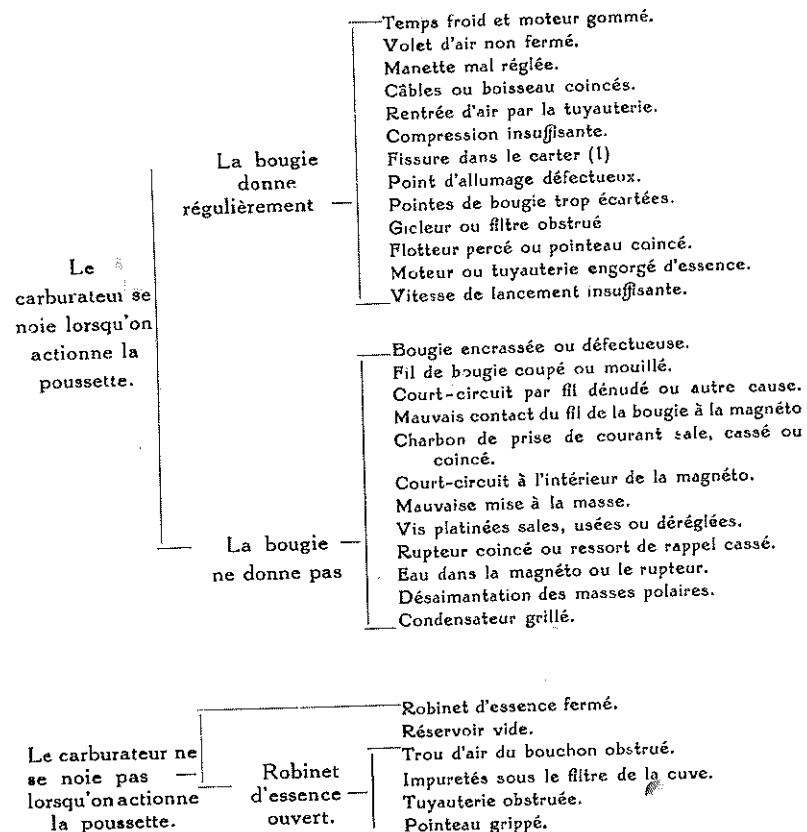 Le
carburateur se
noie lorsqu'on
actionne la
poussette.
La bougie
donne
régulièrement
Temps froid et moteur gommé.
Volet d'air non fermé.
Manette mal réglée.
Câbles ou boisseau coincés.
Rentrée d'air par la tuyauterie.
Compression insuffisante.
Fissure dans le carter (1)
Point d'allumage défectueux.
Pointes de bougie trop écartées.
Gicleur ou filtre obstrué
Flotteur percé ou pointeau coincé.
Moteur ou tuyauterie engorgé d'essence.
Vitesse de lancement insuffisante.
La bougie
ne donne pas
Bougie encrassée ou défectueuse.
Fil de bougie coupé ou mouillé.
Court-circuit par fil dénudé ou autre cause.
Mauvais contact du fil de la bougie à la magnéto
Charbon de prise de courant sale, cassé ou
coincé.
Court-circuit à l'intérieur de la magnéto.
Mauvaise mise à la masse.
Vis platinées sales, usées ou déréglées.
Rupteur coincé ou ressort de rappel cassé.
Eau dans la magnéto ou le rupteur.
Désaimantation des masses polaires.
Condensateur grillé.
Le carburateur ne
se noie pas
lorsqu'on actionne
la poussette.
Robinet d'essence fermé.
Réservoir vide.
Robinet
d'essence
ouvert.
Trou d'air du bouchon obstrué.
Impuretés sous le filtre de la cuve.
Tuyauterie obstruée.
Pointeau grippé.